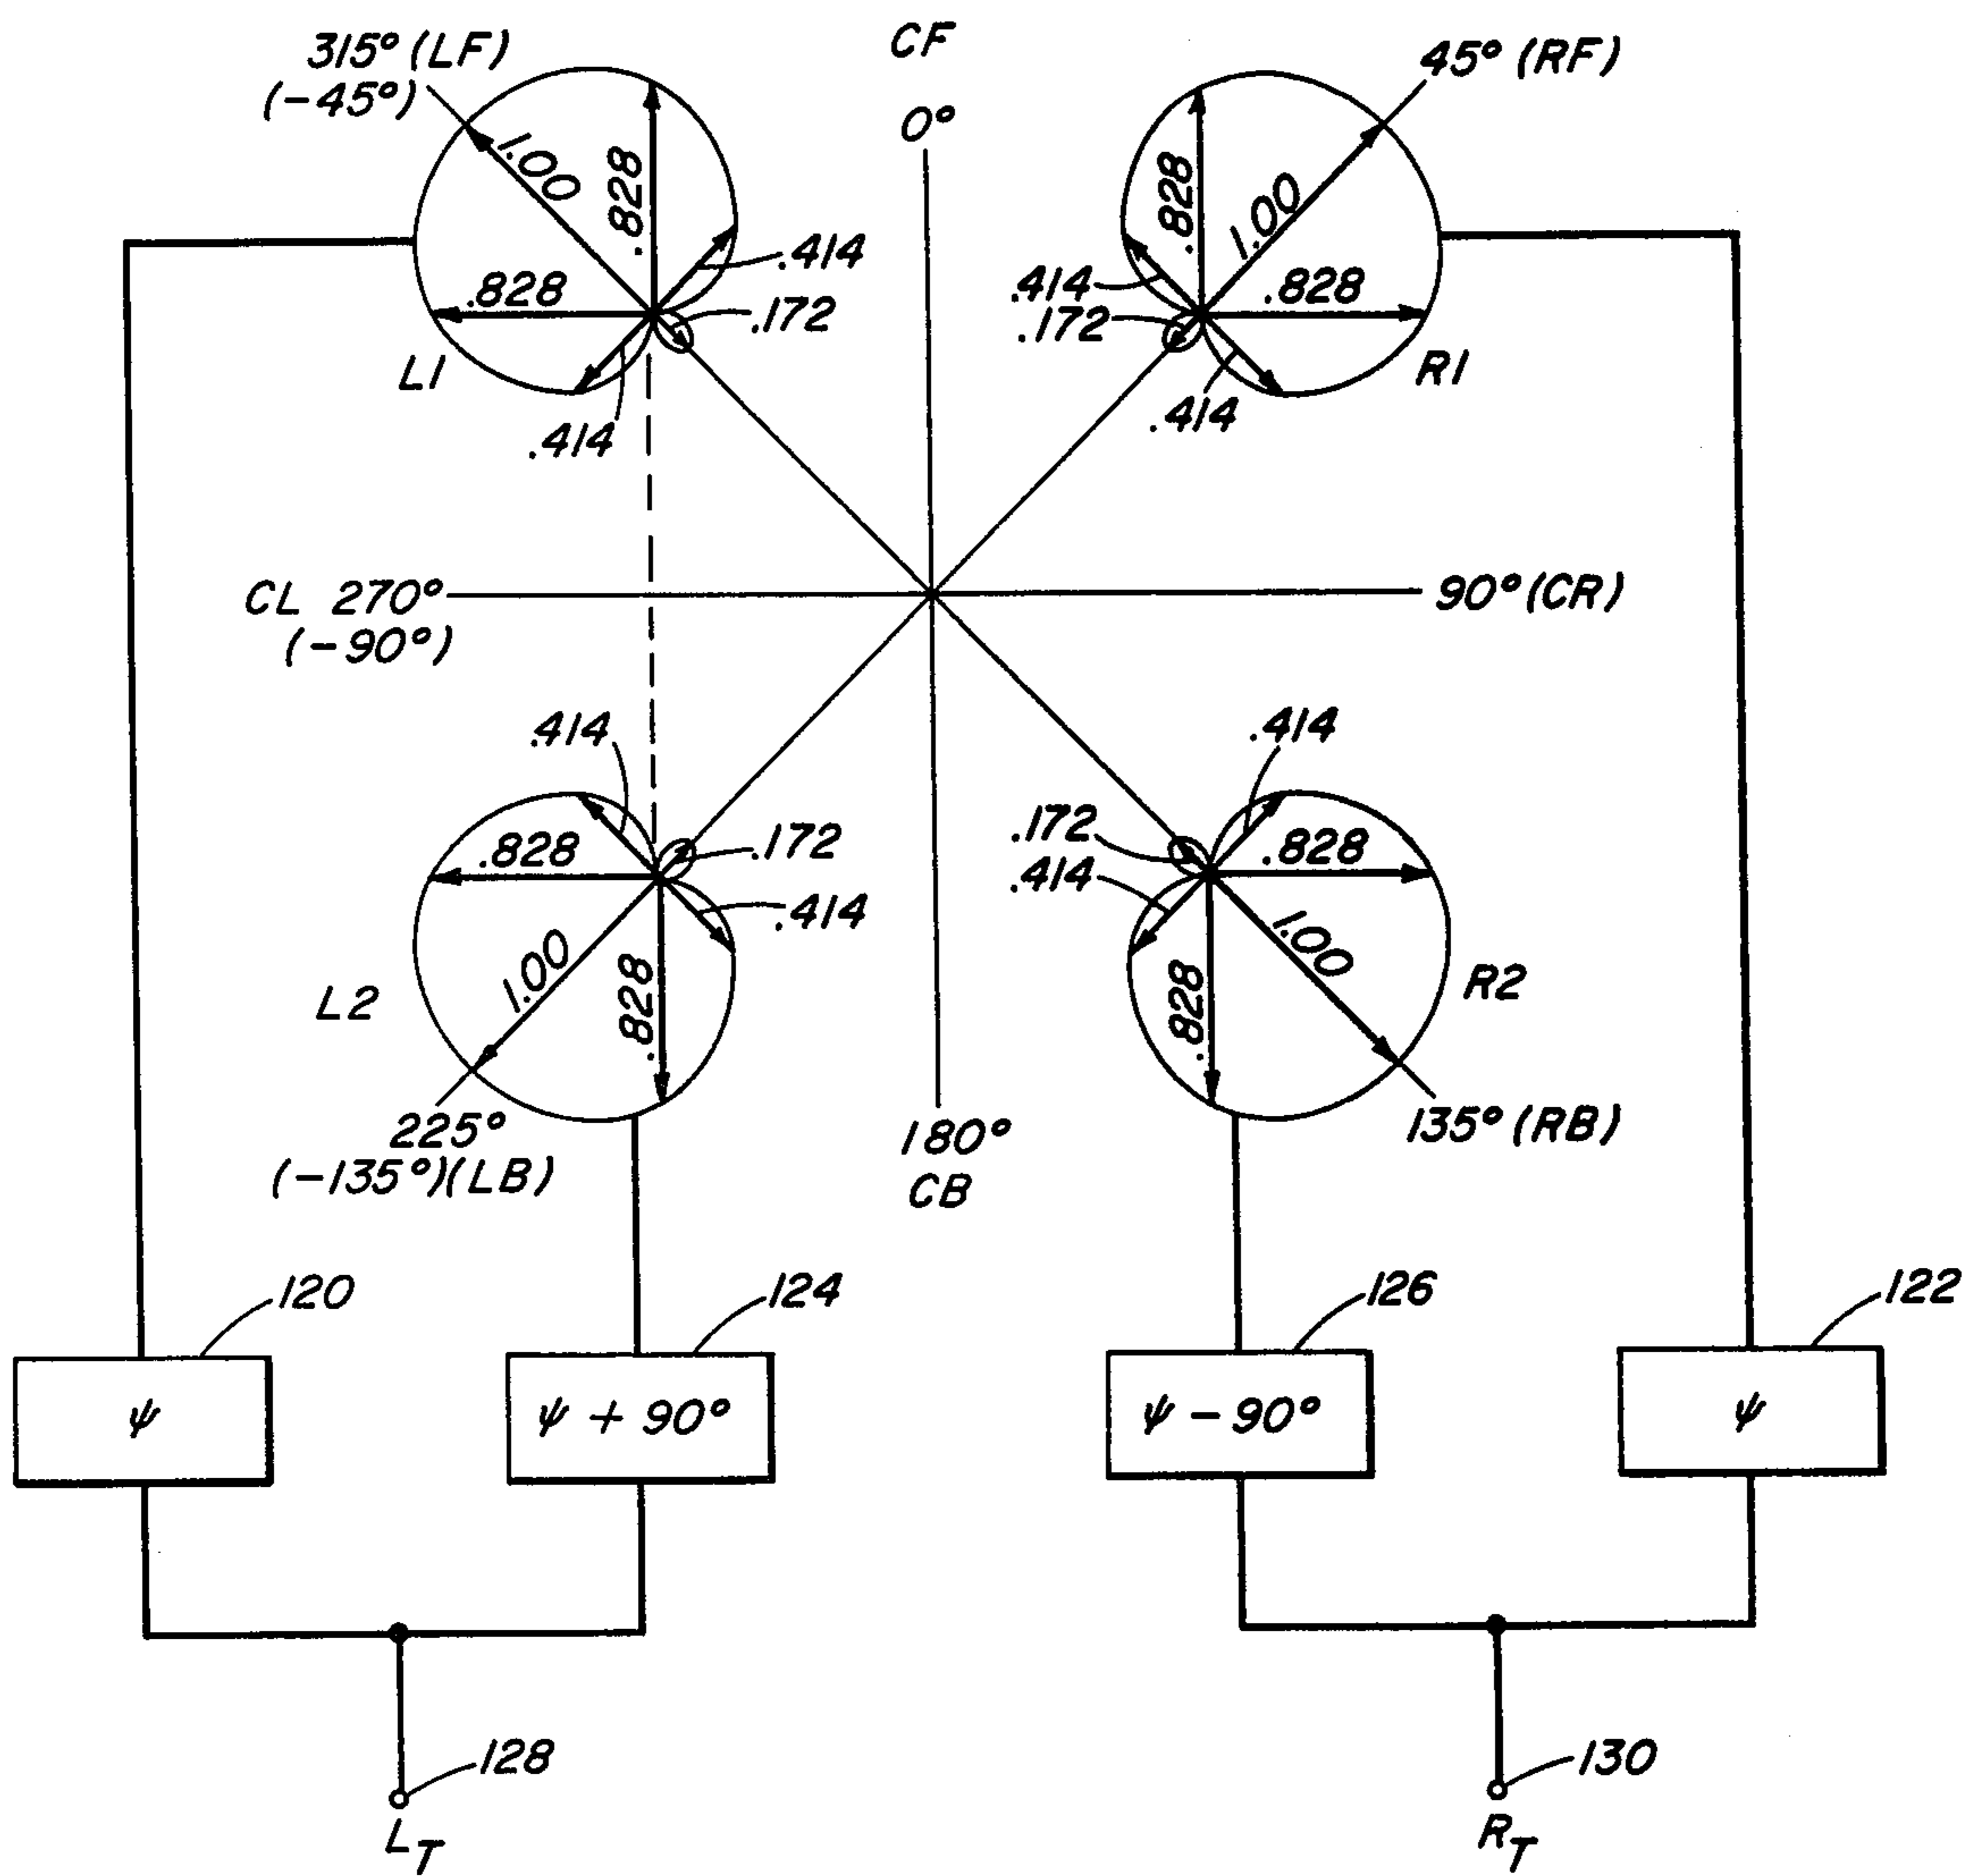 CF
0°
315° (LF)
(-45°)
45° (RF)
1.00
.828
.828
.414
.172
.414
L1
.828
1.00
.414
.172
.828
.414
R1
CL 270°
(-90°)
90° (CR)
.414
.828
.172
.414
1.00
.828
L2
225°
(-135°)(LB)
.414
.172
.828
.414
1.00
.828
R2
135° (RB)
180°
CB
120
124
126
122
ψ
ψ + 90°
ψ - 90°
ψ
128
130
LT
RT